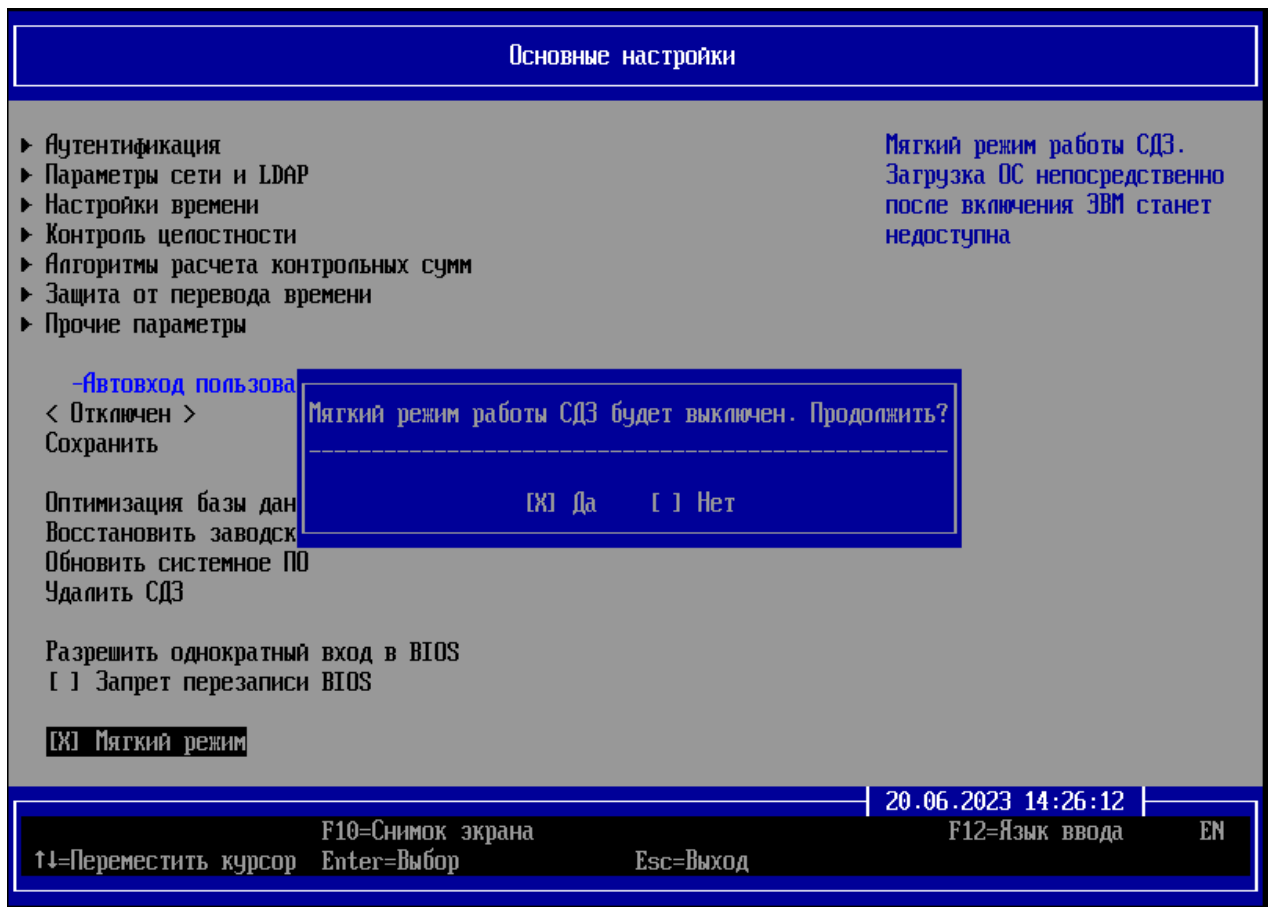 Основные настройки
► Аутентификация
► Параметры сети и LDAP
► Настройки времени
► Контроль целостности
► Алгоритмы расчета контрольных сумм
► Защита от перевода времени
► Прочие параметры
Мягкий режим работы СДЗ.
Загрузка ОС непосредственно
после включения ЭВМ станет
недоступна
-Автовход пользова
< Отключен >
Сохранить
Оптимизация базы дан
Восстановить заводск
Обновить системное ПО
Удалить СДЗ
Мягкий режим работы СДЗ будет выключен. Продолжить?
[X] Да [ ] Нет
Разрешить однократный вход в BIOS
[ ] Запрет перезаписи BIOS
[X] Мягкий режим
20.06.2023 14:26:12
F10=Снимок экрана F12=Язык ввода EN
↑↓=Переместить курсор Enter=Выбор Esc=Выход